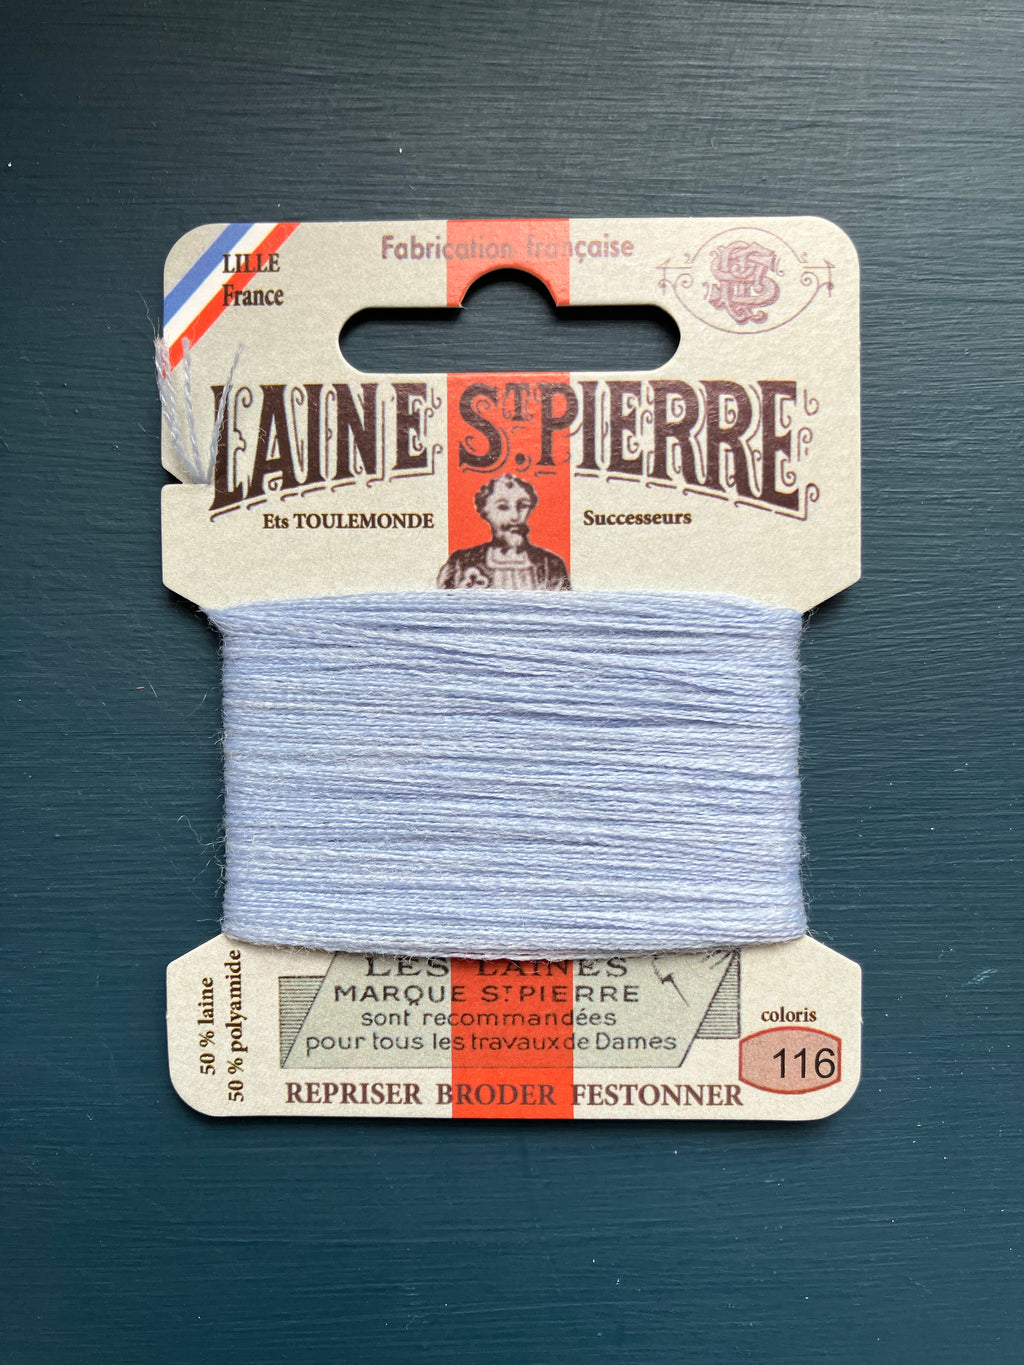 Fabrication française
LILLE
France
LAINE ST. PIERRE
Ets TOULEMONDE Successeurs
LES LAINES
MARQUE ST PIERRE
sont recommandées
pour tous les travaux de Dames
REPRISER BRODER FESTONNER
50 % laine
50 % polyamide
coloris
116